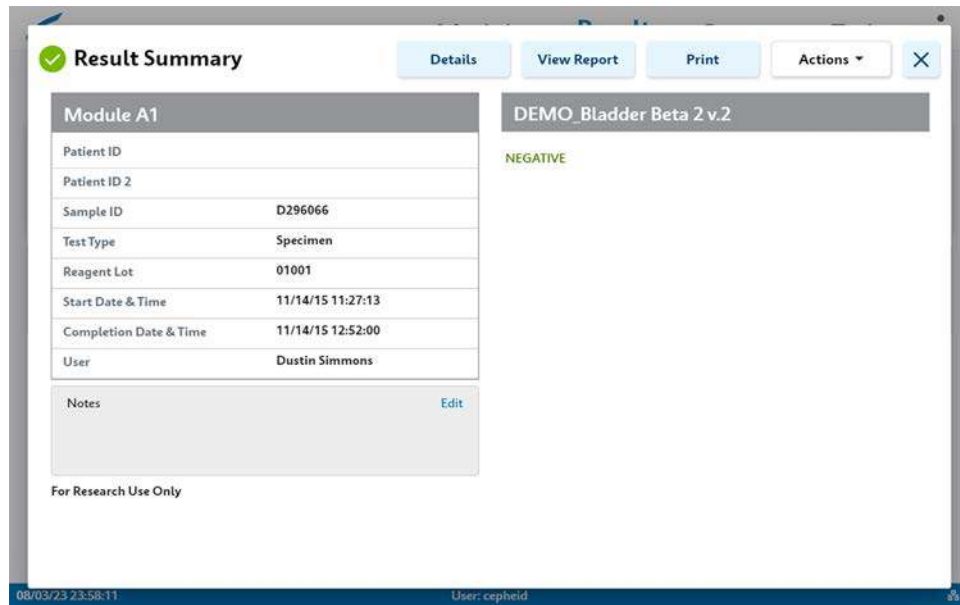 Result Summary
Details
View Report
Print
Actions
Module A1
Patient ID
Patient ID 2
Sample ID D296066
Test Type Specimen
Reagent Lot 01001
Start Date & Time 11/14/15 11:27:13
Completion Date & Time 11/14/15 12:52:00
User Dustin Simmons
Notes Edit
For Research Use Only
DEMO_Bladder Beta 2 v.2
NEGATIVE
08/03/23 23:58:11 User: cepheid